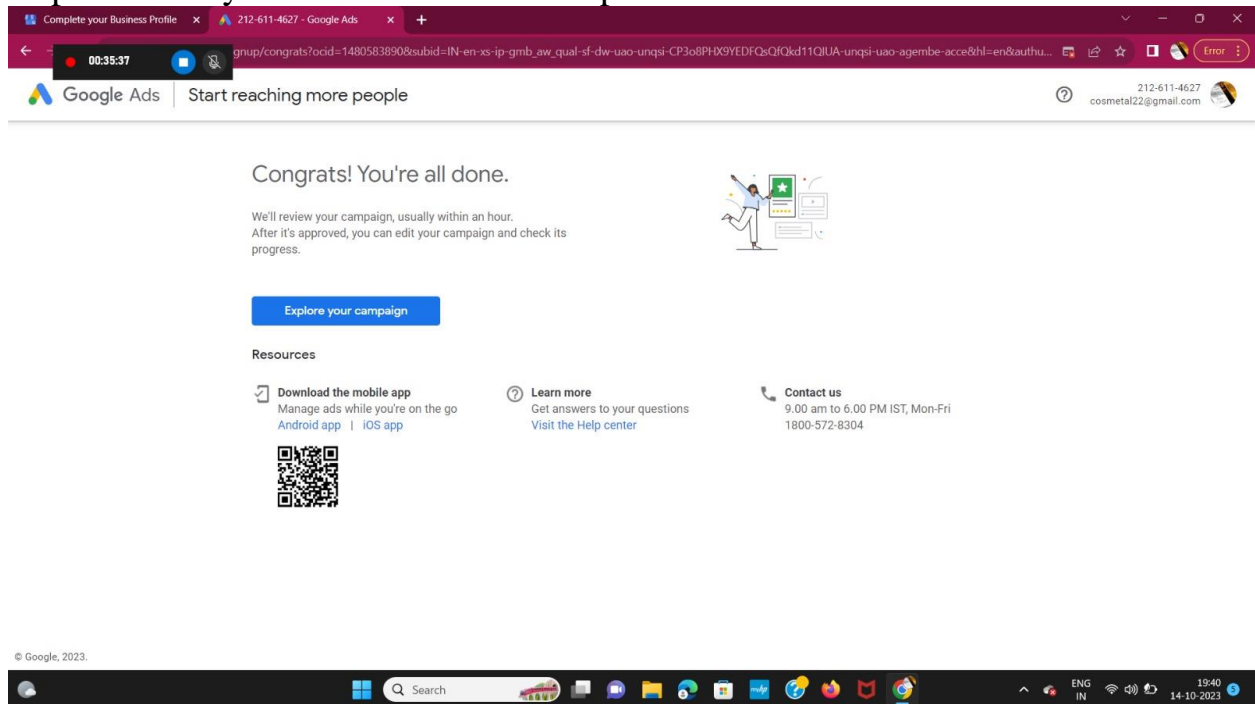 Complete your Business Profile
212-611-4627 - Google Ads
gnup/congrats?ocid=1480583890&subid=IN-en-xs-ip-gmb_aw_qual-sf-dw-uao-unqsi-CP3o8PHX9YEDFQsQfQkd11QIUA-unqsi-uao-agembe-acce&hl=en&authu...
Error
00:35:37
Google Ads
Start reaching more people
212-611-4627
cosmetal22@gmail.com
Congrats! You're all done.
We'll review your campaign, usually within an hour.
After it's approved, you can edit your campaign and check its
progress.
Explore your campaign
Resources
Download the mobile app
Manage ads while you're on the go
Android app | iOS app
Learn more
Get answers to your questions
Visit the Help center
Contact us
9.00 am to 6.00 PM IST, Mon-Fri
1800-572-8304
© Google, 2023.
Search
ENG
IN
19:40
14-10-2023
5